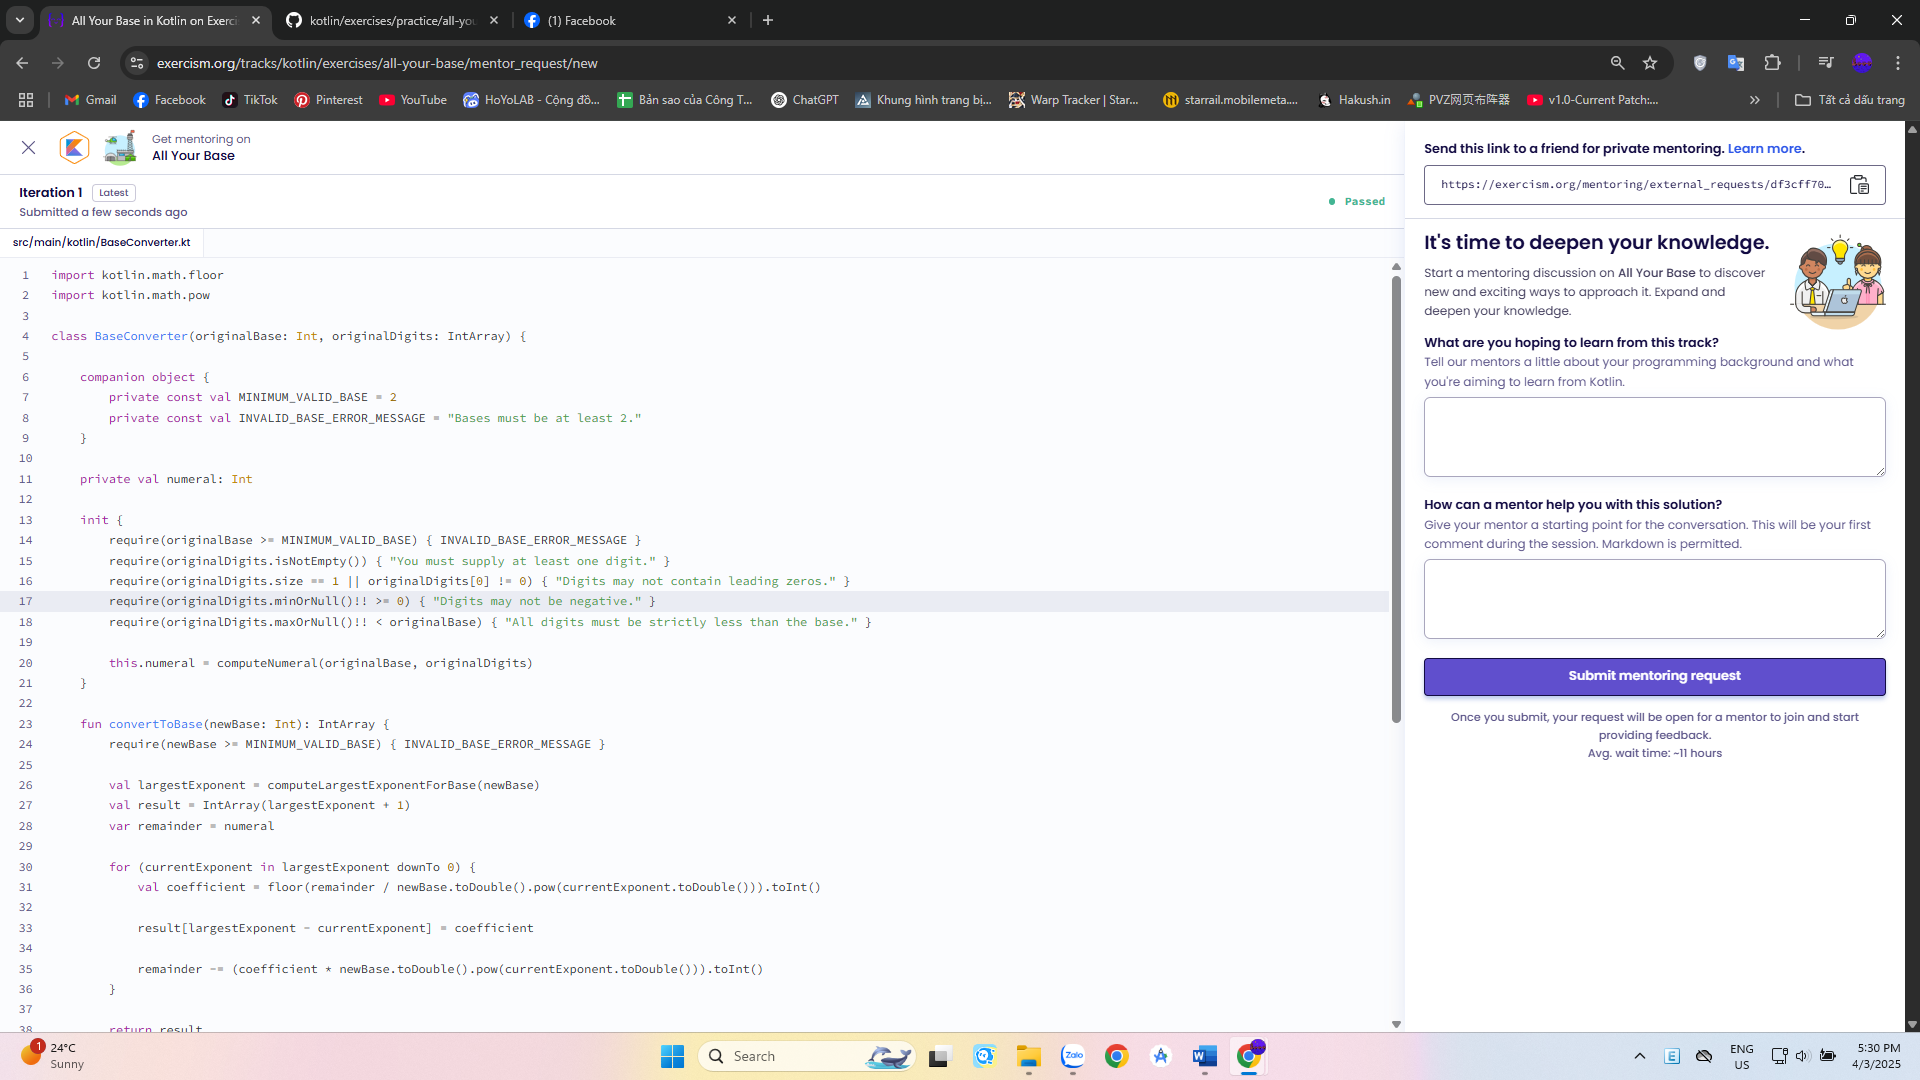 All Your Base in Kotlin on Exerci
kotlin/exercises/practice/all-you
(1) Facebook
exercism.org/tracks/kotlin/exercises/all-your-base/mentor_request/new
Gmail
Facebook
TikTok
Pinterest
YouTube
HoYoLAB - Cộng đồ...
Bản sao của Công T...
ChatGPT
Khung hình trang bị...
Warp Tracker | Star...
starrail.mobilemeta....
Hakush.in
PVZ网页布阵器
v1.0-Current Patch:...
Tất cả dấu trang
Get mentoring on
All Your Base
Iteration 1 Latest
Submitted a few seconds ago
Passed
src/main/kotlin/BaseConverter.kt
1 import kotlin.math.floor
2 import kotlin.math.pow
3
4 class BaseConverter(originalBase: Int, originalDigits: IntArray) {
5
6 companion object {
7 private const val MINIMUM_VALID_BASE = 2
8 private const val INVALID_BASE_ERROR_MESSAGE = "Bases must be at least 2."
9 }
10
11 private val numeral: Int
12
13 init {
14 require(originalBase >= MINIMUM_VALID_BASE) { INVALID_BASE_ERROR_MESSAGE }
15 require(originalDigits.isNotEmpty()) { "You must supply at least one digit." }
16 require(originalDigits.size == 1 || originalDigits[0] != 0) { "Digits may not contain leading zeros." }
17 require(originalDigits.minOrNull()!! >= 0) { "Digits may not be negative." }
18 require(originalDigits.maxOrNull()!! < originalBase) { "All digits must be strictly less than the base." }
19
20 this.numeral = computeNumeral(originalBase, originalDigits)
21 }
22
23 fun convertToBase(newBase: Int): IntArray {
24 require(newBase >= MINIMUM_VALID_BASE) { INVALID_BASE_ERROR_MESSAGE }
25
26 val largestExponent = computeLargestExponentForBase(newBase)
27 val result = IntArray(largestExponent + 1)
28 var remainder = numeral
29
30 for (currentExponent in largestExponent downTo 0) {
31 val coefficient = floor(remainder / newBase.toDouble().pow(currentExponent.toDouble())).toInt()
32
33 result[largestExponent - currentExponent] = coefficient
34
35 remainder -= (coefficient * newBase.toDouble().pow(currentExponent.toDouble())).toInt()
36 }
37
38 return result
Send this link to a friend for private mentoring. Learn more.
https://exercism.org/mentoring/external_requests/df3cff70…
It's time to deepen your knowledge.
Start a mentoring discussion on All Your Base to discover
new and exciting ways to approach it. Expand and
deepen your knowledge.
What are you hoping to learn from this track?
Tell our mentors a little about your programming background and what
you're aiming to learn from Kotlin.
How can a mentor help you with this solution?
Give your mentor a starting point for the conversation. This will be your first
comment during the session. Markdown is permitted.
Submit mentoring request
Once you submit, your request will be open for a mentor to join and start
providing feedback.
Avg. wait time: ~11 hours
1
24°C
Sunny
Search
Zalo
ENG
US
5:30 PM
4/3/2025